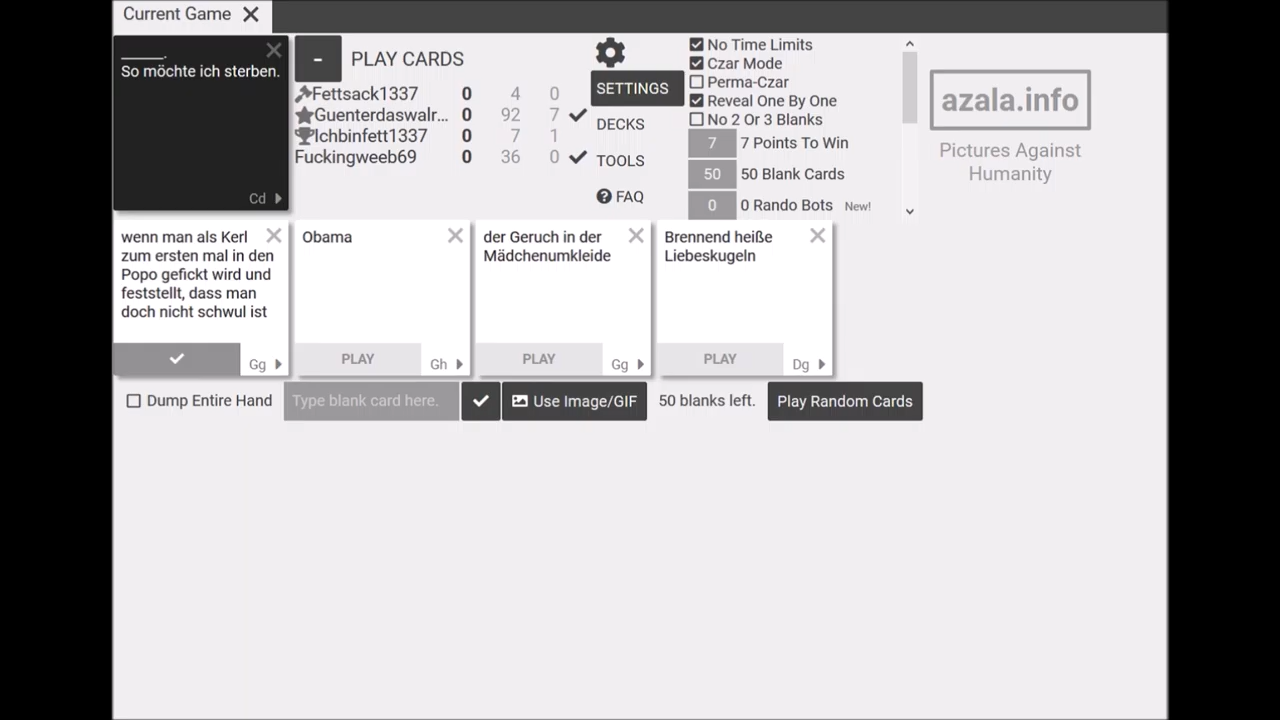 Current Game
_____.
So möchte ich sterben.
Cd
- PLAY CARDS
Fettsack1337 0 4 0
Guenterdaswalr... 0 92 7
Ichbinfett1337 0 7 1
Fuckingweeb69 0 36 0
SETTINGS
DECKS
TOOLS
FAQ
No Time Limits
Czar Mode
Perma-Czar
Reveal One By One
No 2 Or 3 Blanks
7 7 Points To Win
50 50 Blank Cards
0 0 Rando Bots New!
azala.info
Pictures Against
Humanity
wenn man als Kerl
zum ersten mal in den
Popo gefickt wird und
feststellt, dass man
doch nicht schwul ist
Gg
Obama
PLAY Gh
der Geruch in der
Mädchenumkleide
PLAY Gg
Brennend heiße
Liebeskugeln
PLAY Dg
Dump Entire Hand
Type blank card here.
Use Image/GIF
50 blanks left.
Play Random Cards